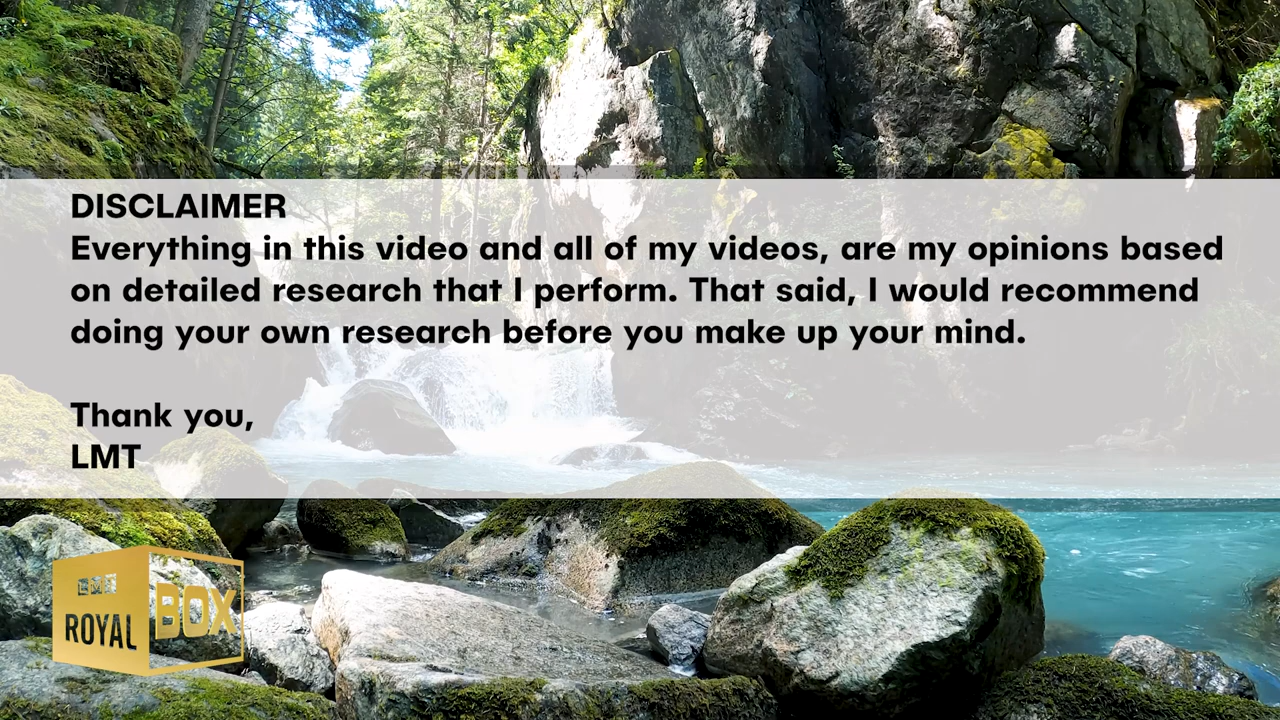 DISCLAIMER
Everything in this video and all of my videos, are my opinions based
on detailed research that I perform. That said, I would recommend
doing your own research before you make up your mind.
Thank you,
LMT
ROYAL
BOX